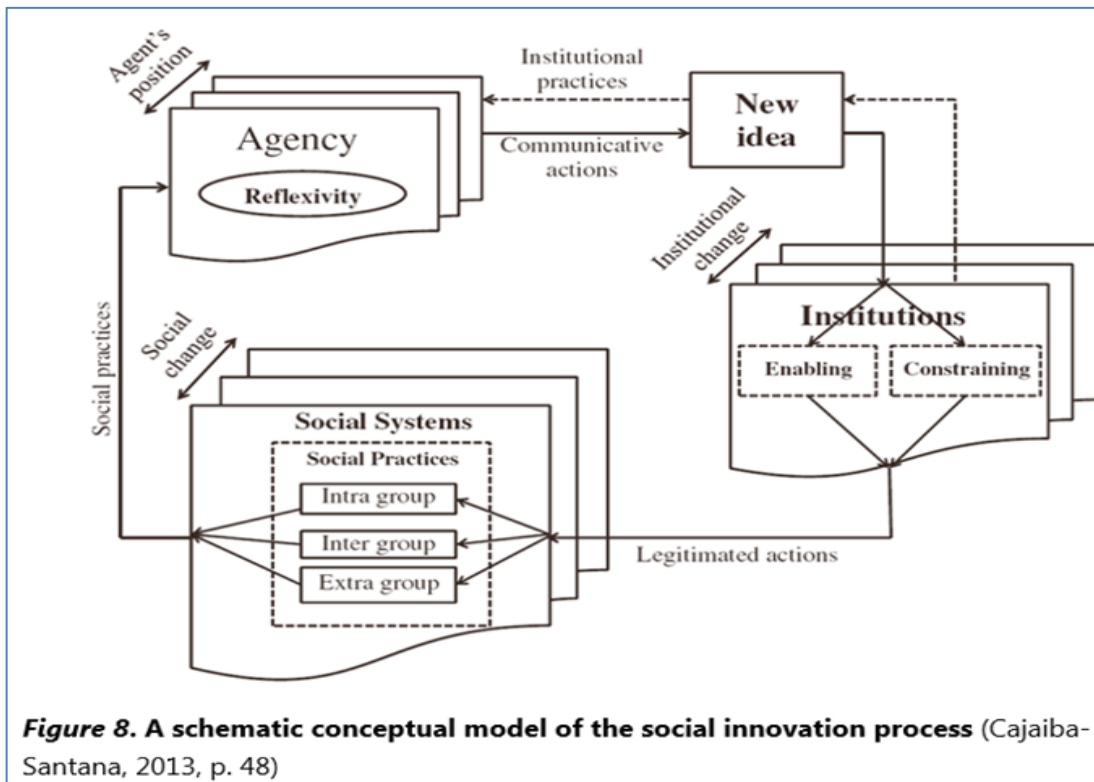 Agent's
position
Institutional
practices
New
idea
Agency
Communicative
actions
Reflexivity
Institutional
change
Social practices
Social
change
Institutions
Enabling
Constraining
Social Systems
Social Practices
Intra group
Inter group
Extra group
Legitimated actions
Figure 8. A schematic conceptual model of the social innovation process (Cajaiba-
Santana, 2013, p. 48)